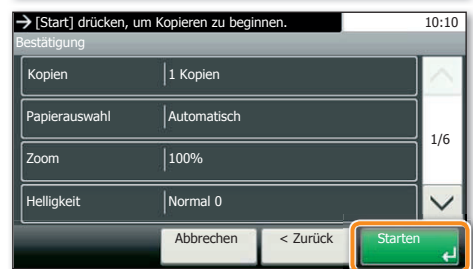 → [Start] drücken, um Kopieren zu beginnen. 10:10
Bestätigung
Kopien 1 Kopien
Papierauswahl Automatisch
1/6
Zoom 100%
Helligkeit Normal 0
Abbrechen < Zurück Starten